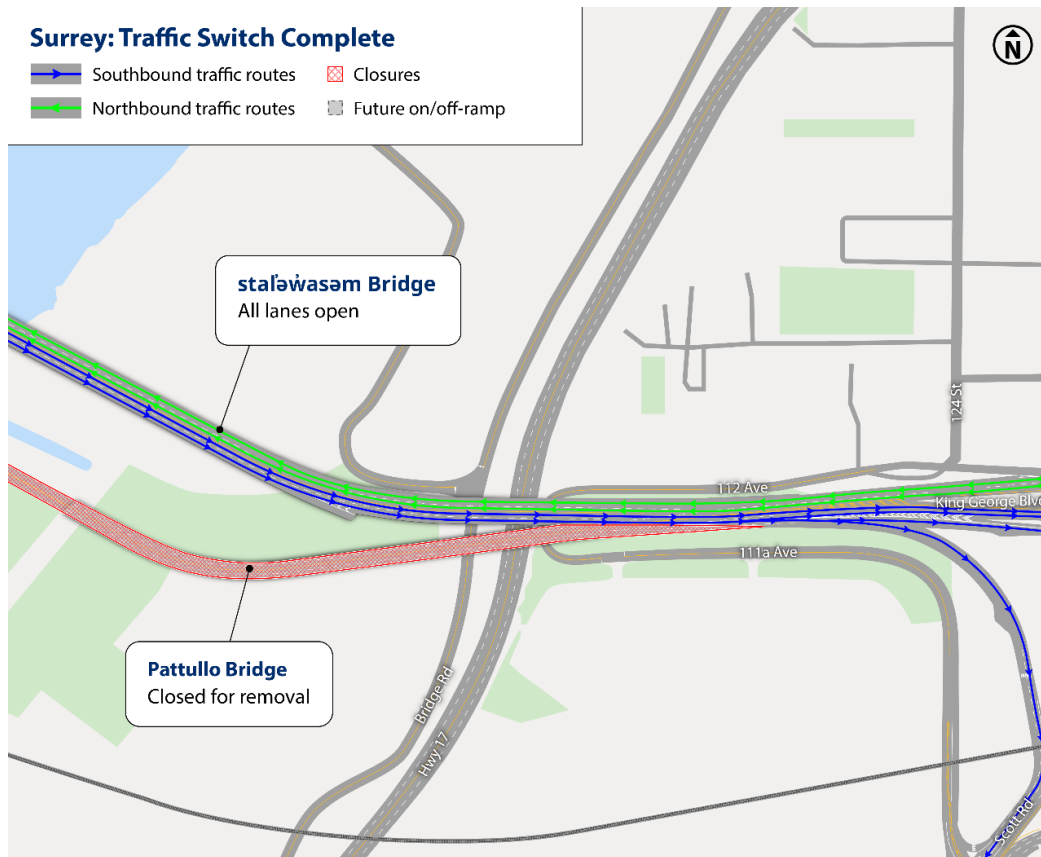 Surrey: Traffic Switch Complete
Southbound traffic routes
Closures
Northbound traffic routes
Future on/off-ramp
N
stal̓əw̓asəm Bridge
All lanes open
124 St
112 Ave
King George Blvd
111a Ave
Pattullo Bridge
Closed for removal
Bridge Rd
Hwy 17
Scott Rd